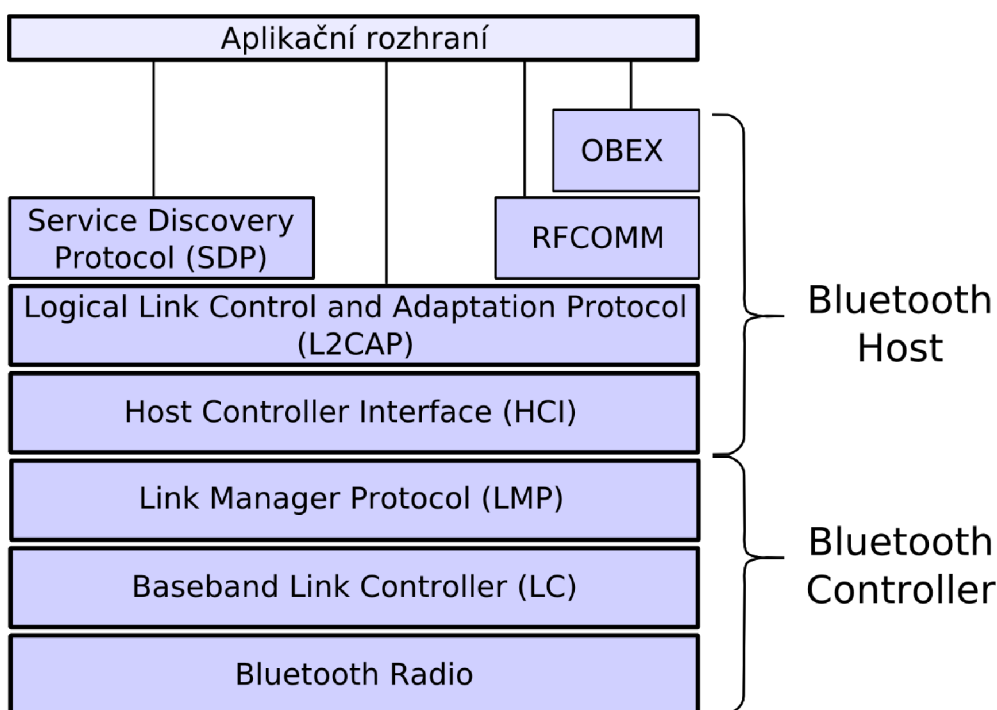 Aplikační rozhraní
OBEX
Service Discovery
Protocol (SDP)
RFCOMM
Logical Link Control and Adaptation Protocol
(L2CAP)
Host Controller Interface (HCI)
Bluetooth
Host
Link Manager Protocol (LMP)
Baseband Link Controller (LC)
Bluetooth Radio
Bluetooth
Controller